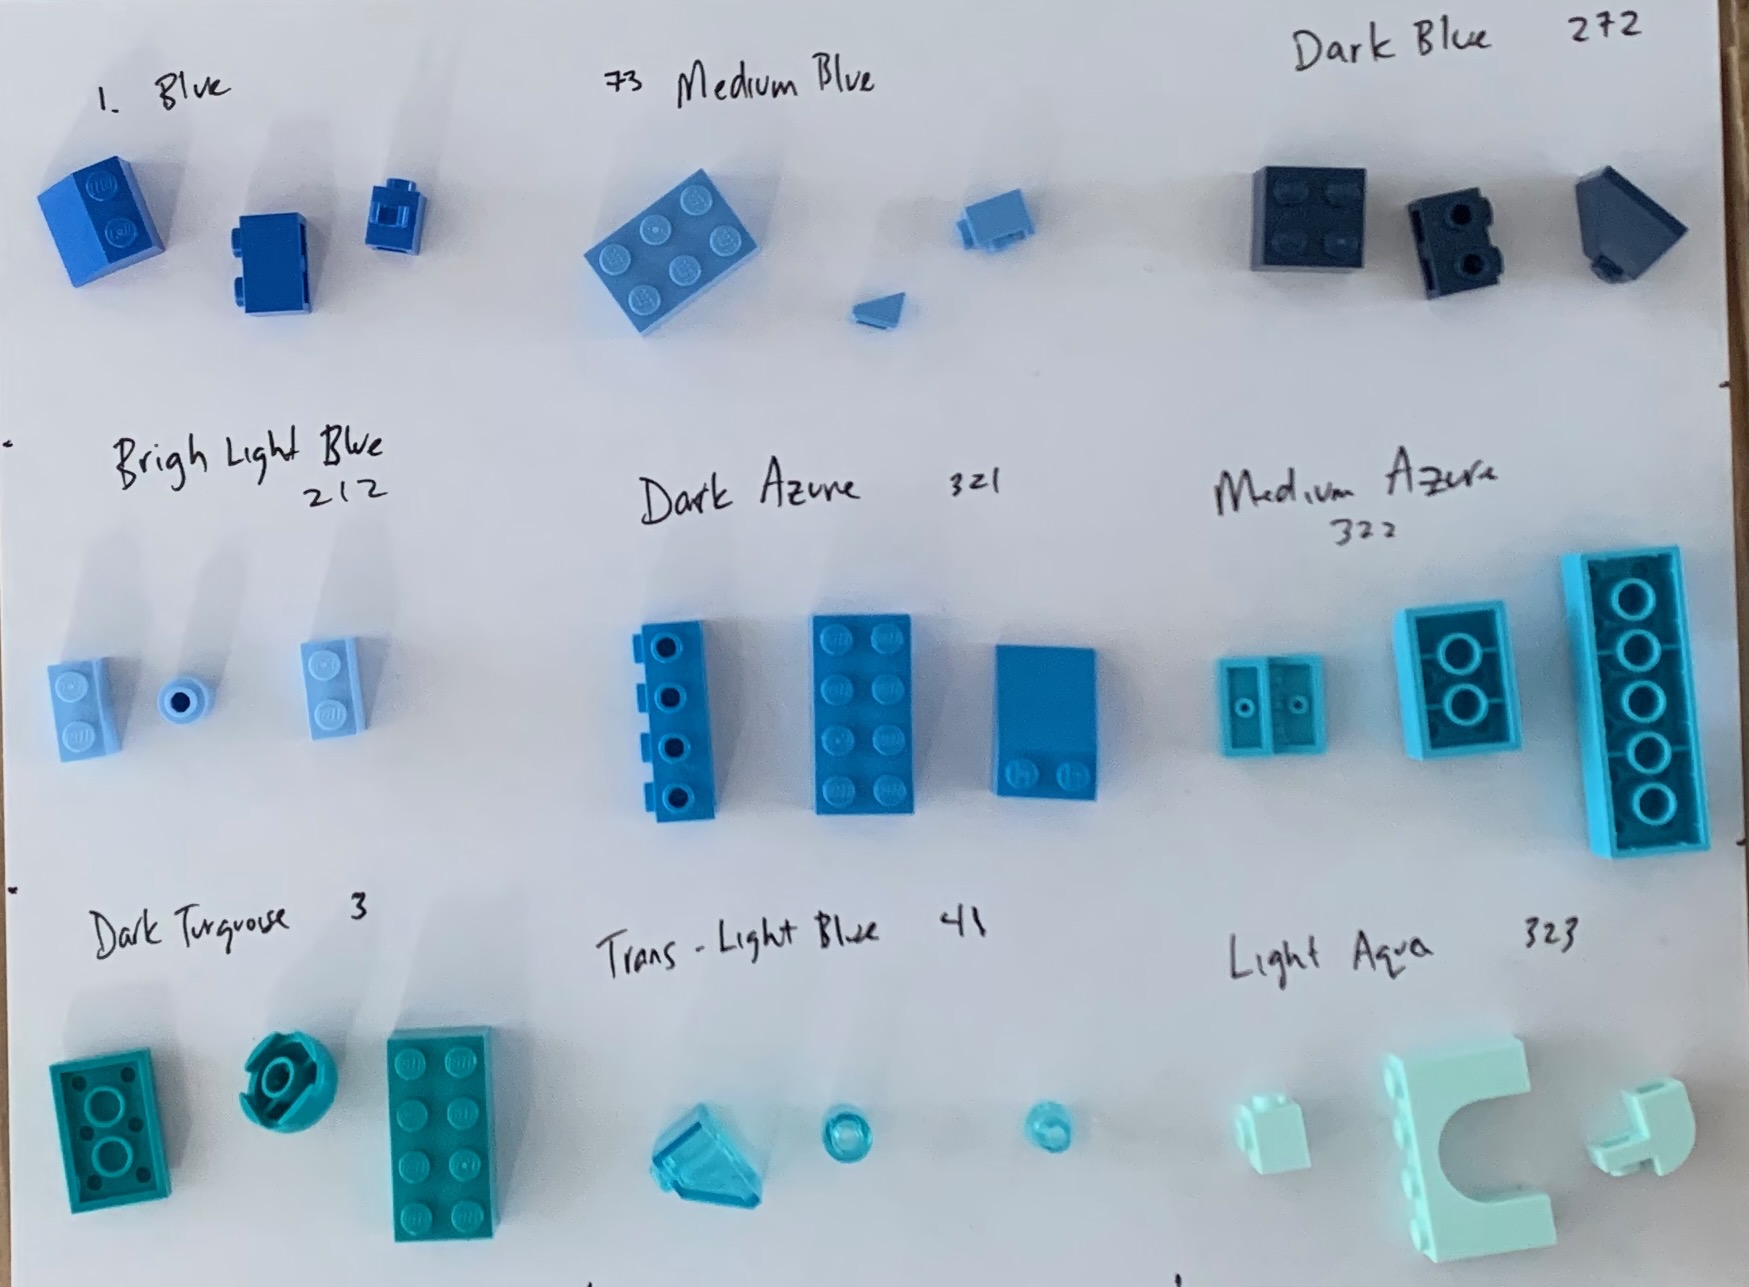 1. Blue
73 Medium Blue
Dark Blue 272
Brigh Light Blue
212
Dark Azure 321
Medium Azure
322
Dark Turquoise 3
Trans-Light Blue 41
Light Aqua 323